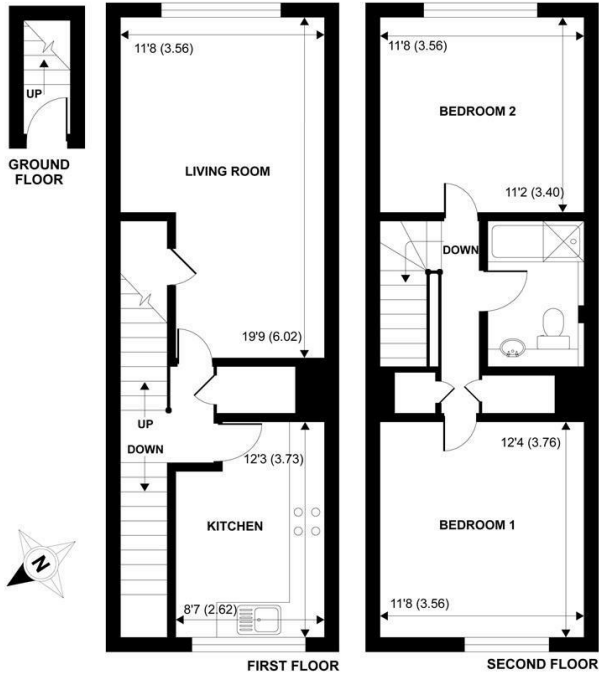 UP
GROUND
FLOOR
11'8 (3.56)
LIVING ROOM
19'9 (6.02)
UP
DOWN
12'3 (3.73)
KITCHEN
8'7 (2.62)
FIRST FLOOR
N
11'8 (3.56)
BEDROOM 2
11'2 (3.40)
DOWN
12'4 (3.76)
BEDROOM 1
11'8 (3.56)
SECOND FLOOR